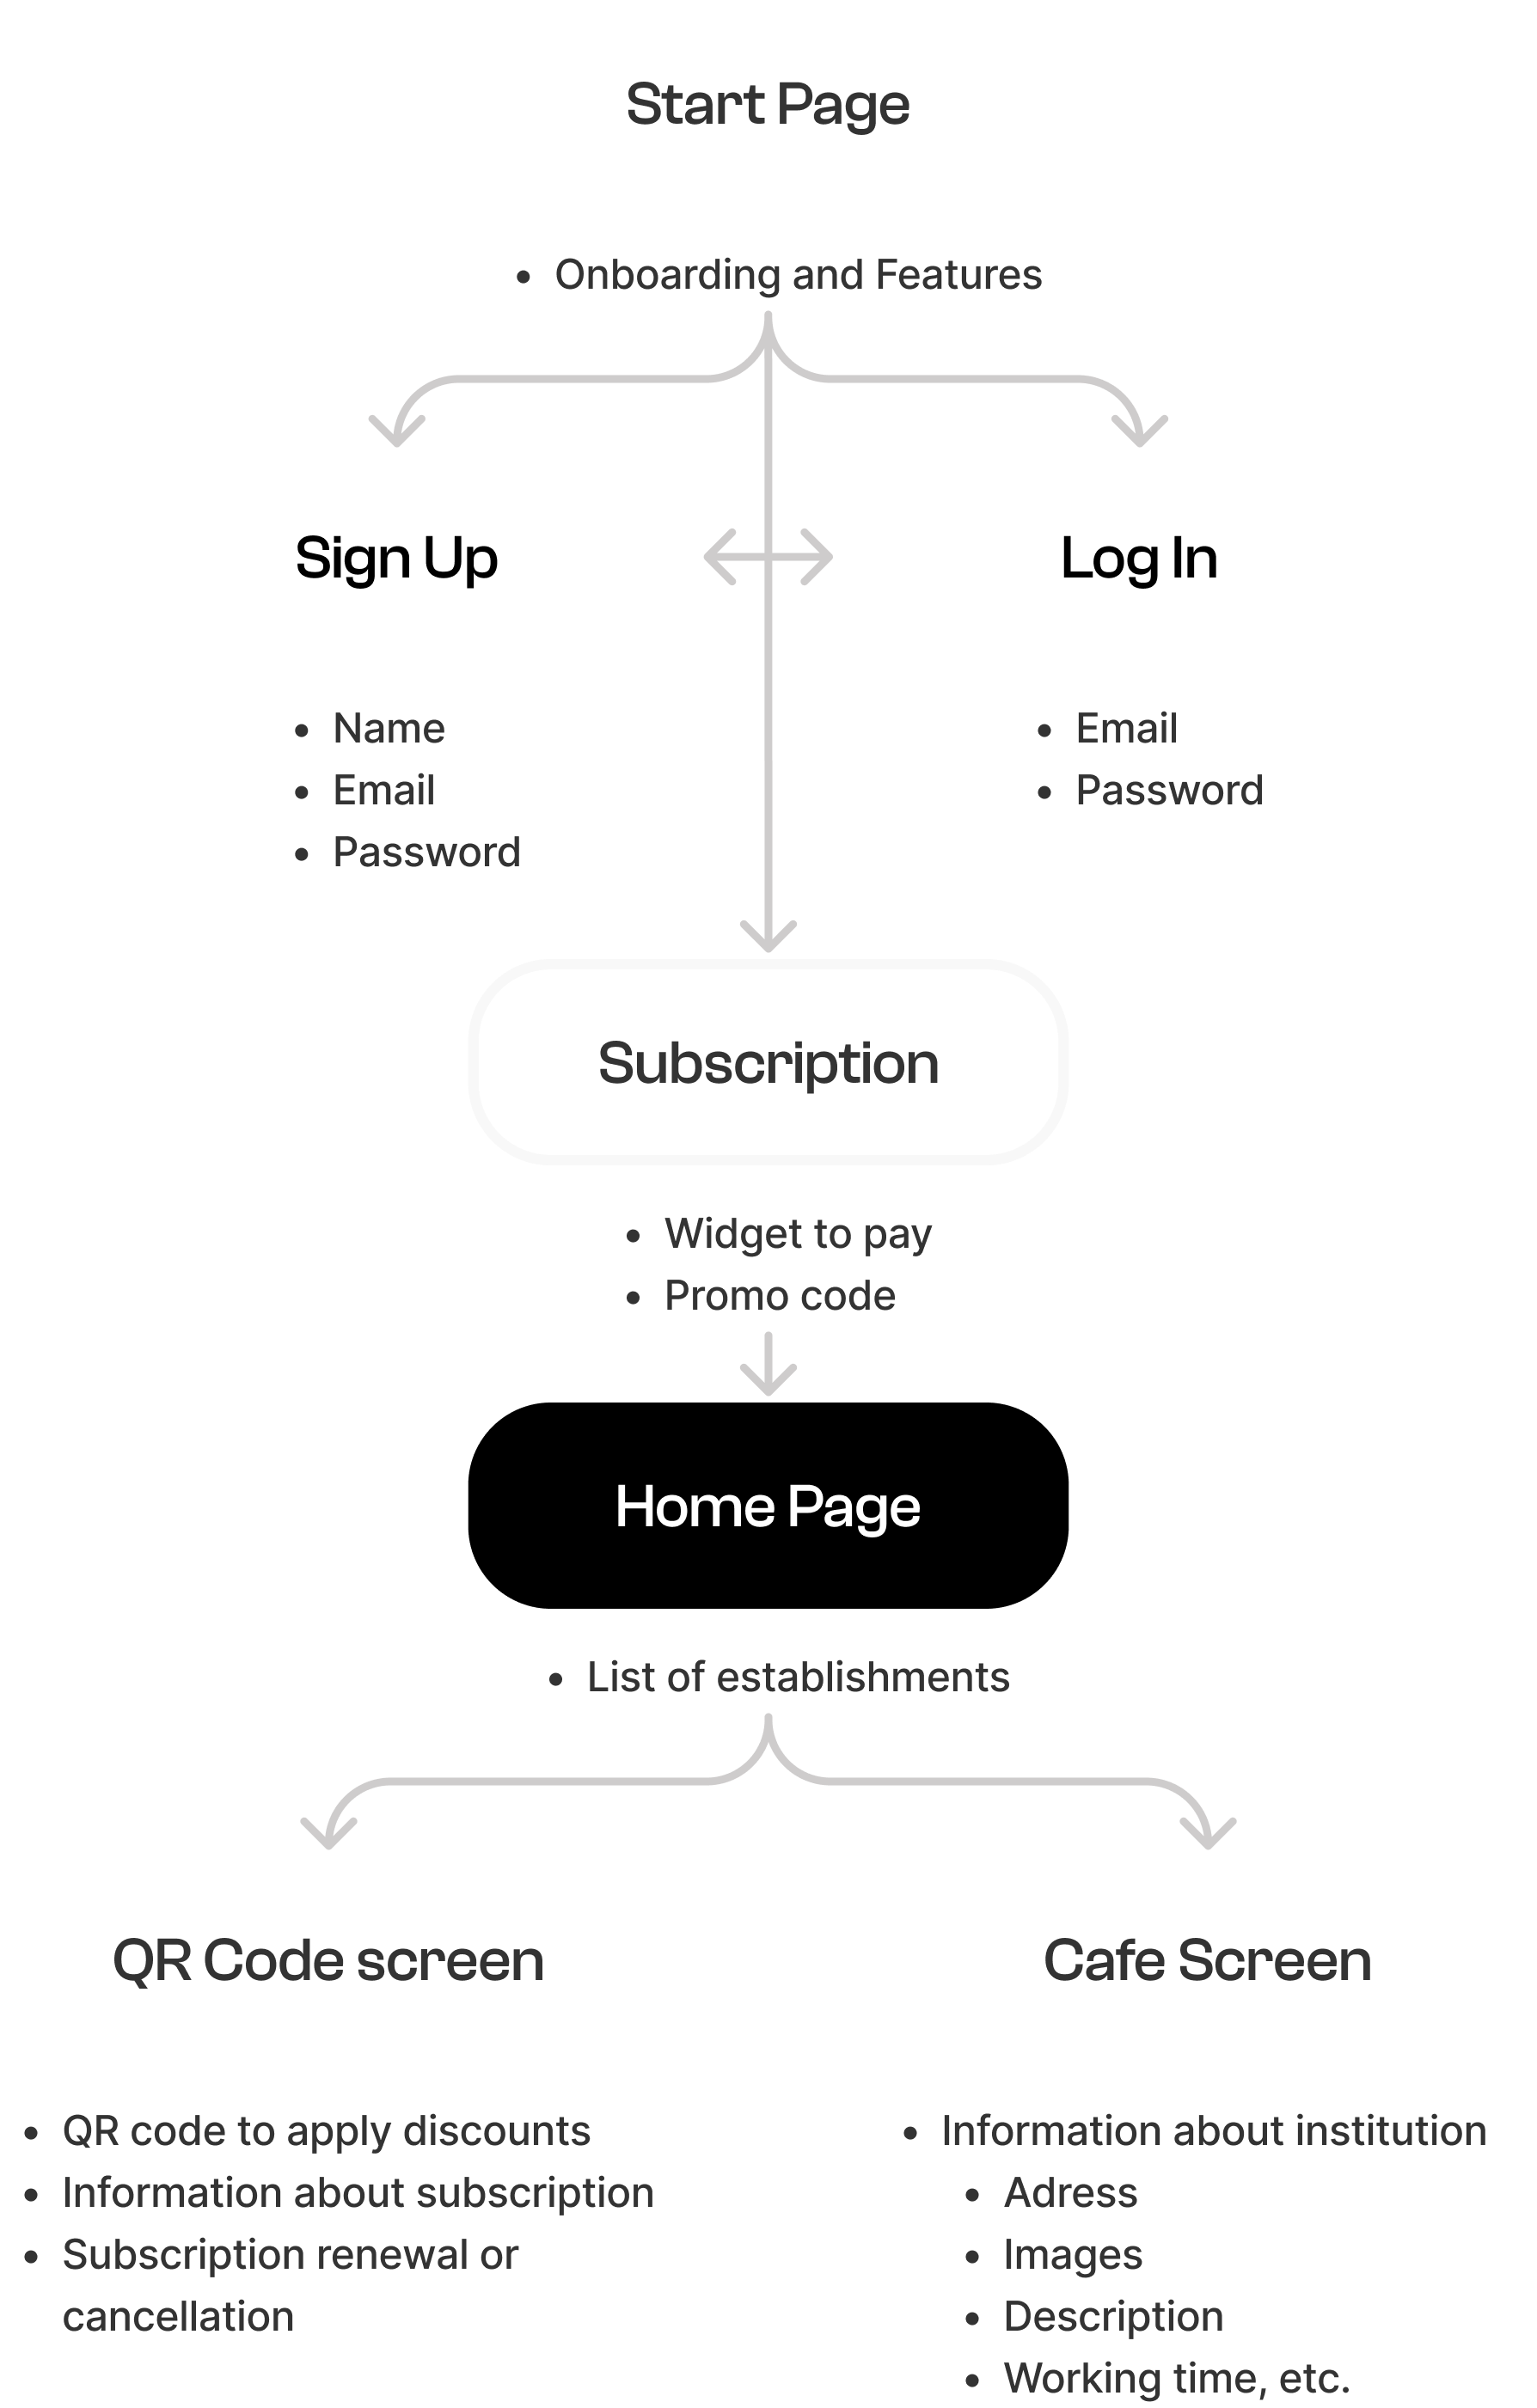 Start Page
• Onboarding and Features
Sign Up
Log In
• Name
• Email
• Password
• Email
• Password
Subscription
• Widget to pay
• Promo code
Home Page
• List of establishments
QR Code screen
Cafe Screen
• QR code to apply discounts
• Information about subscription
• Subscription renewal or
cancellation
• Information about institution
• Adress
• Images
• Description
• Working time, etc.